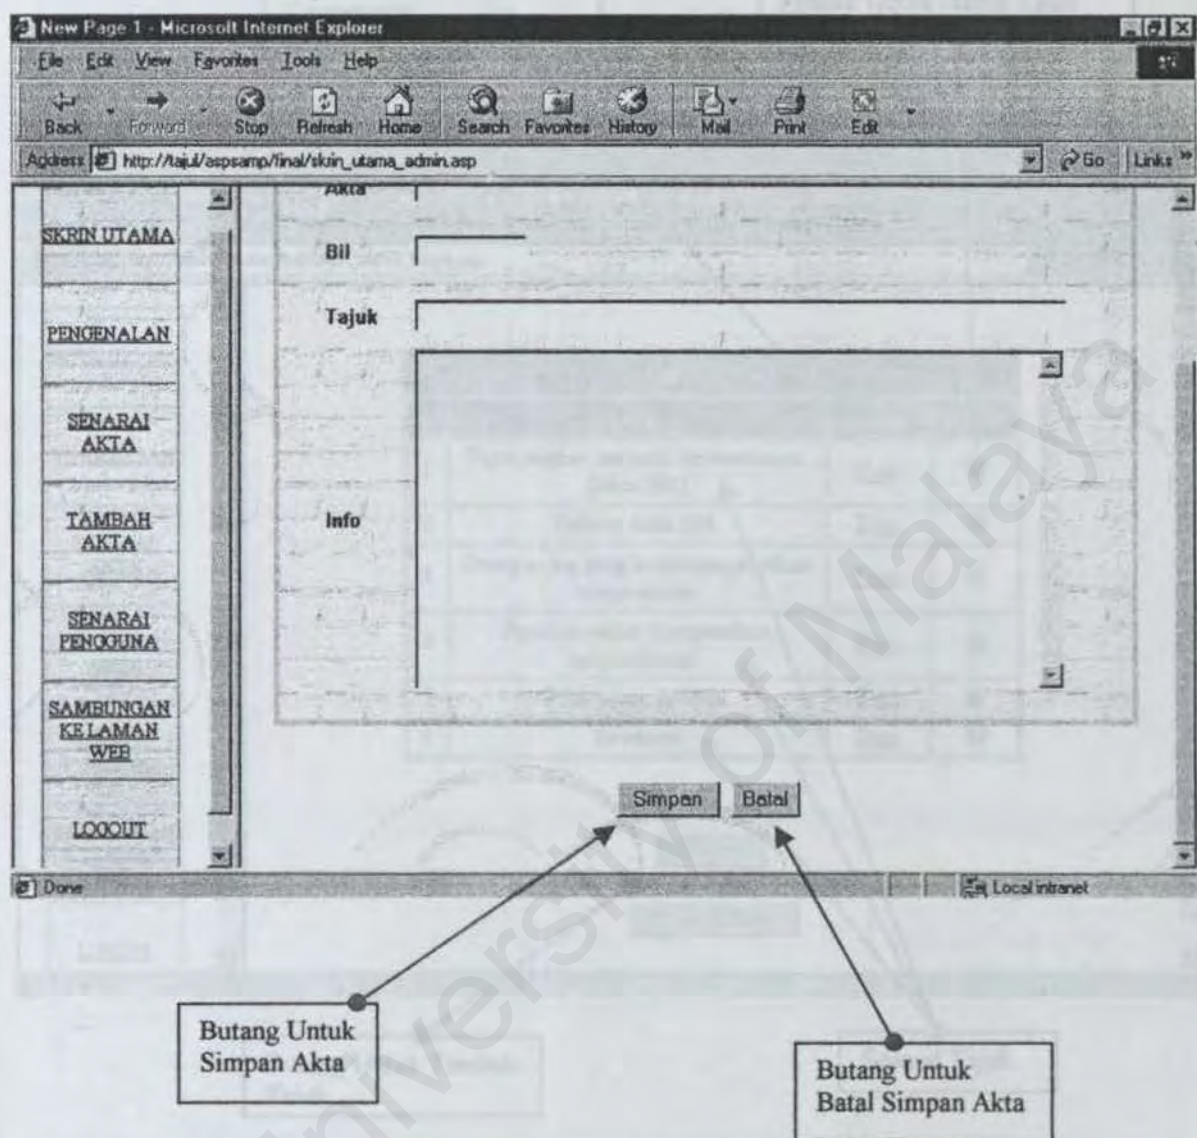 New Page 1 - Microsoft Internet Explorer
File Edit View Favorites Tools Help
Back Forward Stop Refresh Home Search Favorites History Mail Print Edit
Address http://tajul/aspsamp/final/skrin_utama_admin.asp Go Links »
SKRIN UTAMA
PENGENALAN
SENARAI
AKTA
TAMBAH
AKTA
SENARAI
PENGGUNA
SAMBUNGAN
KE LAMAN
WEB
LOGOUT
Akta
Bil
Tajuk
Info
Simpan Batal
Done Local intranet
Butang Untuk
Simpan Akta
Butang Untuk
Batal Simpan Akta
University of Malaya